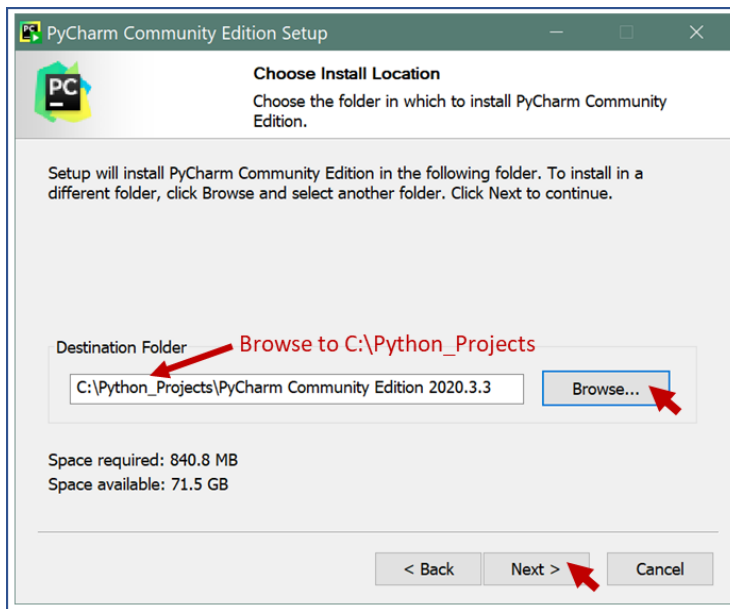 PyCharm Community Edition Setup
PC
Choose Install Location
Choose the folder in which to install PyCharm Community
Edition.
Setup will install PyCharm Community Edition in the following folder. To install in a
different folder, click Browse and select another folder. Click Next to continue.
Destination Folder
Browse to C:\Python_Projects
C:\Python_Projects\PyCharm Community Edition 2020.3.3
Browse...
Space required: 840.8 MB
Space available: 71.5 GB
< Back
Next >
Cancel